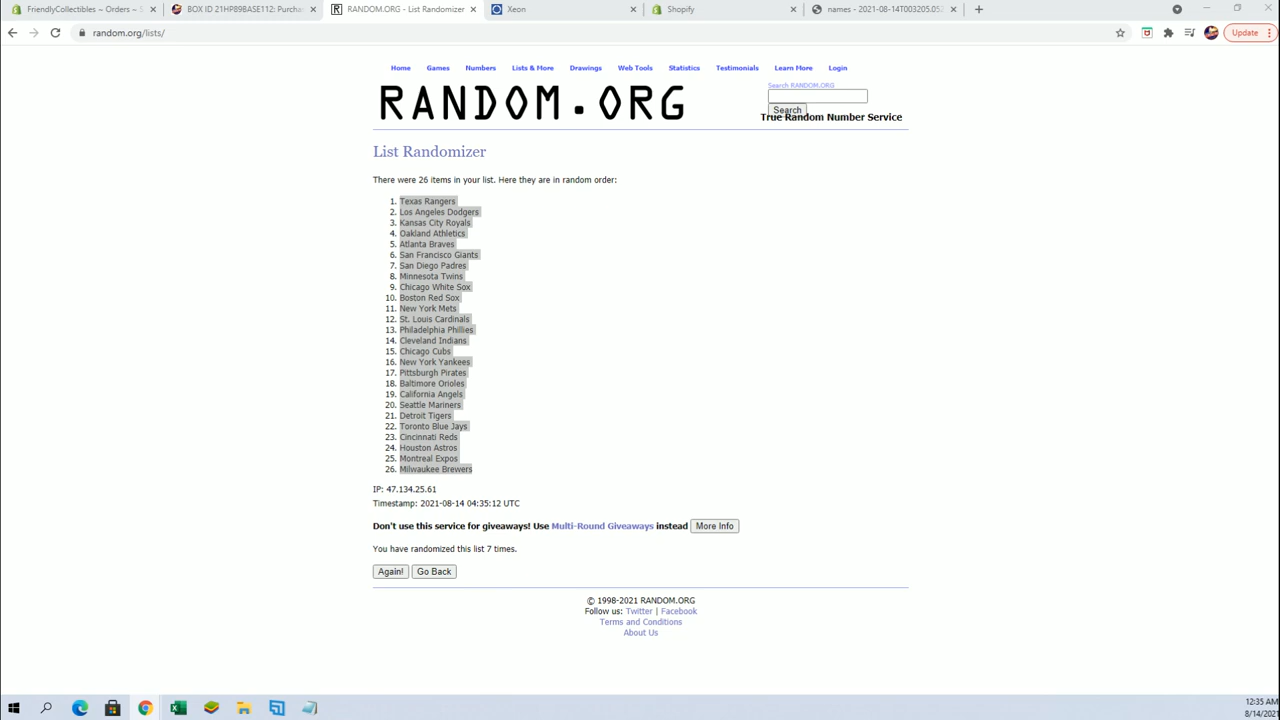 FriendlyCollectibles ~ Orders ~ S
BOX ID 21HP89BASE112: Purcha
RANDOM.ORG - List Randomizer
Xeon
Shopify
names - 2021-08-14T003205.05
random.org/lists/
Update
Home Games Numbers Lists & More Drawings Web Tools Statistics Testimonials Learn More Login
RANDOM.ORG
Search RANDOM.ORG
Search
True Random Number Service
List Randomizer
There were 26 items in your list. Here they are in random order:
1. Texas Rangers
2. Los Angeles Dodgers
3. Kansas City Royals
4. Oakland Athletics
5. Atlanta Braves
6. San Francisco Giants
7. San Diego Padres
8. Minnesota Twins
9. Chicago White Sox
10. Boston Red Sox
11. New York Mets
12. St. Louis Cardinals
13. Philadelphia Phillies
14. Cleveland Indians
15. Chicago Cubs
16. New York Yankees
17. Pittsburgh Pirates
18. Baltimore Orioles
19. California Angels
20. Seattle Mariners
21. Detroit Tigers
22. Toronto Blue Jays
23. Cincinnati Reds
24. Houston Astros
25. Montreal Expos
26. Milwaukee Brewers
IP: 47.134.25.61
Timestamp: 2021-08-14 04:35:12 UTC
Don't use this service for giveaways! Use Multi-Round Giveaways instead More Info
You have randomized this list 7 times.
Again! Go Back
© 1998-2021 RANDOM.ORG
Follow us: Twitter | Facebook
Terms and Conditions
About Us
12:35 AM
8/14/2021